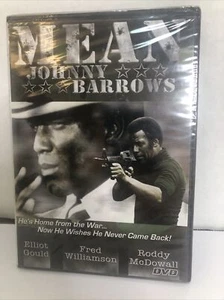 MEAN
JOHNNY ☆☆☆
☆☆☆ BARROWS
He's Home from the War...
Now He Wishes He Never Came Back!
Elliot Gould
Fred Williamson
Roddy McDowall
DVD